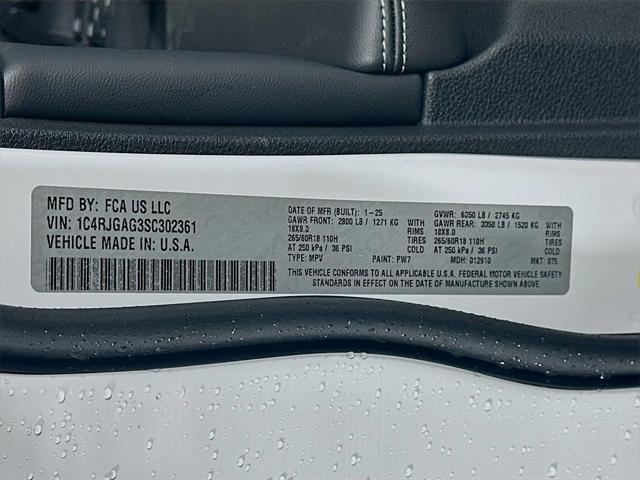 MFD BY: FCA US LLC
VIN: 1C4RJGAG3SC302361
VEHICLE MADE IN: U.S.A.
DATE OF MFR (BUILT): 1-25 GVWR: 6050 LB / 2745 KG
GAWR FRONT: 2800 LB / 1271 KG WITH GAWR REAR: 3350 LB / 1520 KG WITH
18X8.0 RIMS 18X8.0 RIMS
265/60R18 110H TIRES 265/60R18 110H TIRES
AT 250 kPa / 36 PSI COLD AT 250 kPa / 36 PSI COLD
TYPE: MPV PAINT: PW7 MDH: 012910 MKT: 875
THIS VEHICLE CONFORMS TO ALL APPLICABLE U.S.A. FEDERAL MOTOR VEHICLE SAFETY
STANDARDS IN EFFECT ON THE DATE OF MANUFACTURE SHOWN ABOVE.